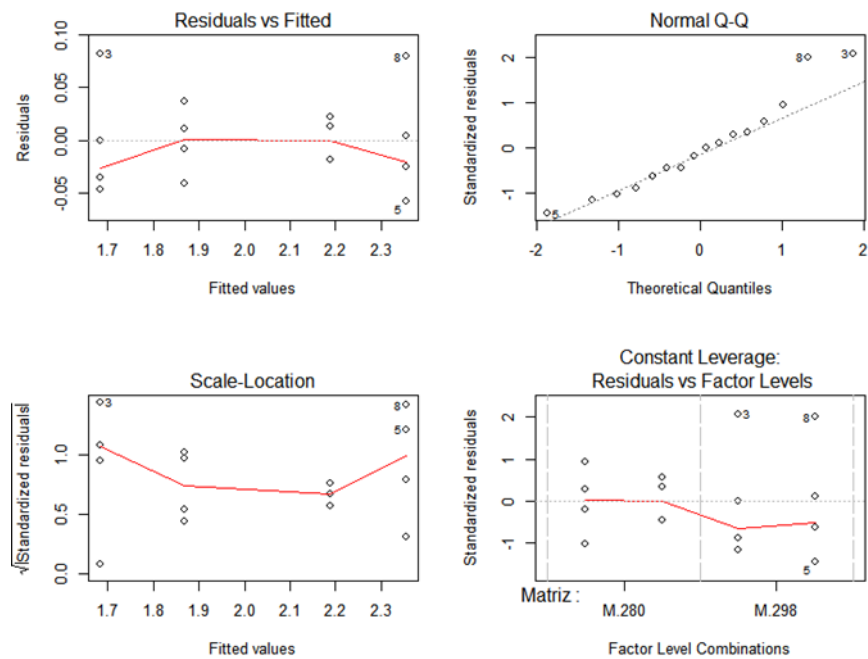 Residuals vs Fitted
Residuals
0.10
0.05
0.00
-0.05
3
8
5
1.7 1.8 1.9 2.0 2.1 2.2 2.3
Fitted values
Normal Q-Q
Standardized residuals
2
1
0
-1
8
3
5
-2 -1 0 1 2
Theoretical Quantiles
Scale-Location
√|Standardized residuals|
1.0
0.5
0.0
3
8
5
1.7 1.8 1.9 2.0 2.1 2.2 2.3
Fitted values
Constant Leverage:
Residuals vs Factor Levels
Standardized residuals
2
1
0
-1
3
8
5
Matriz :
M.280 M.298
Factor Level Combinations